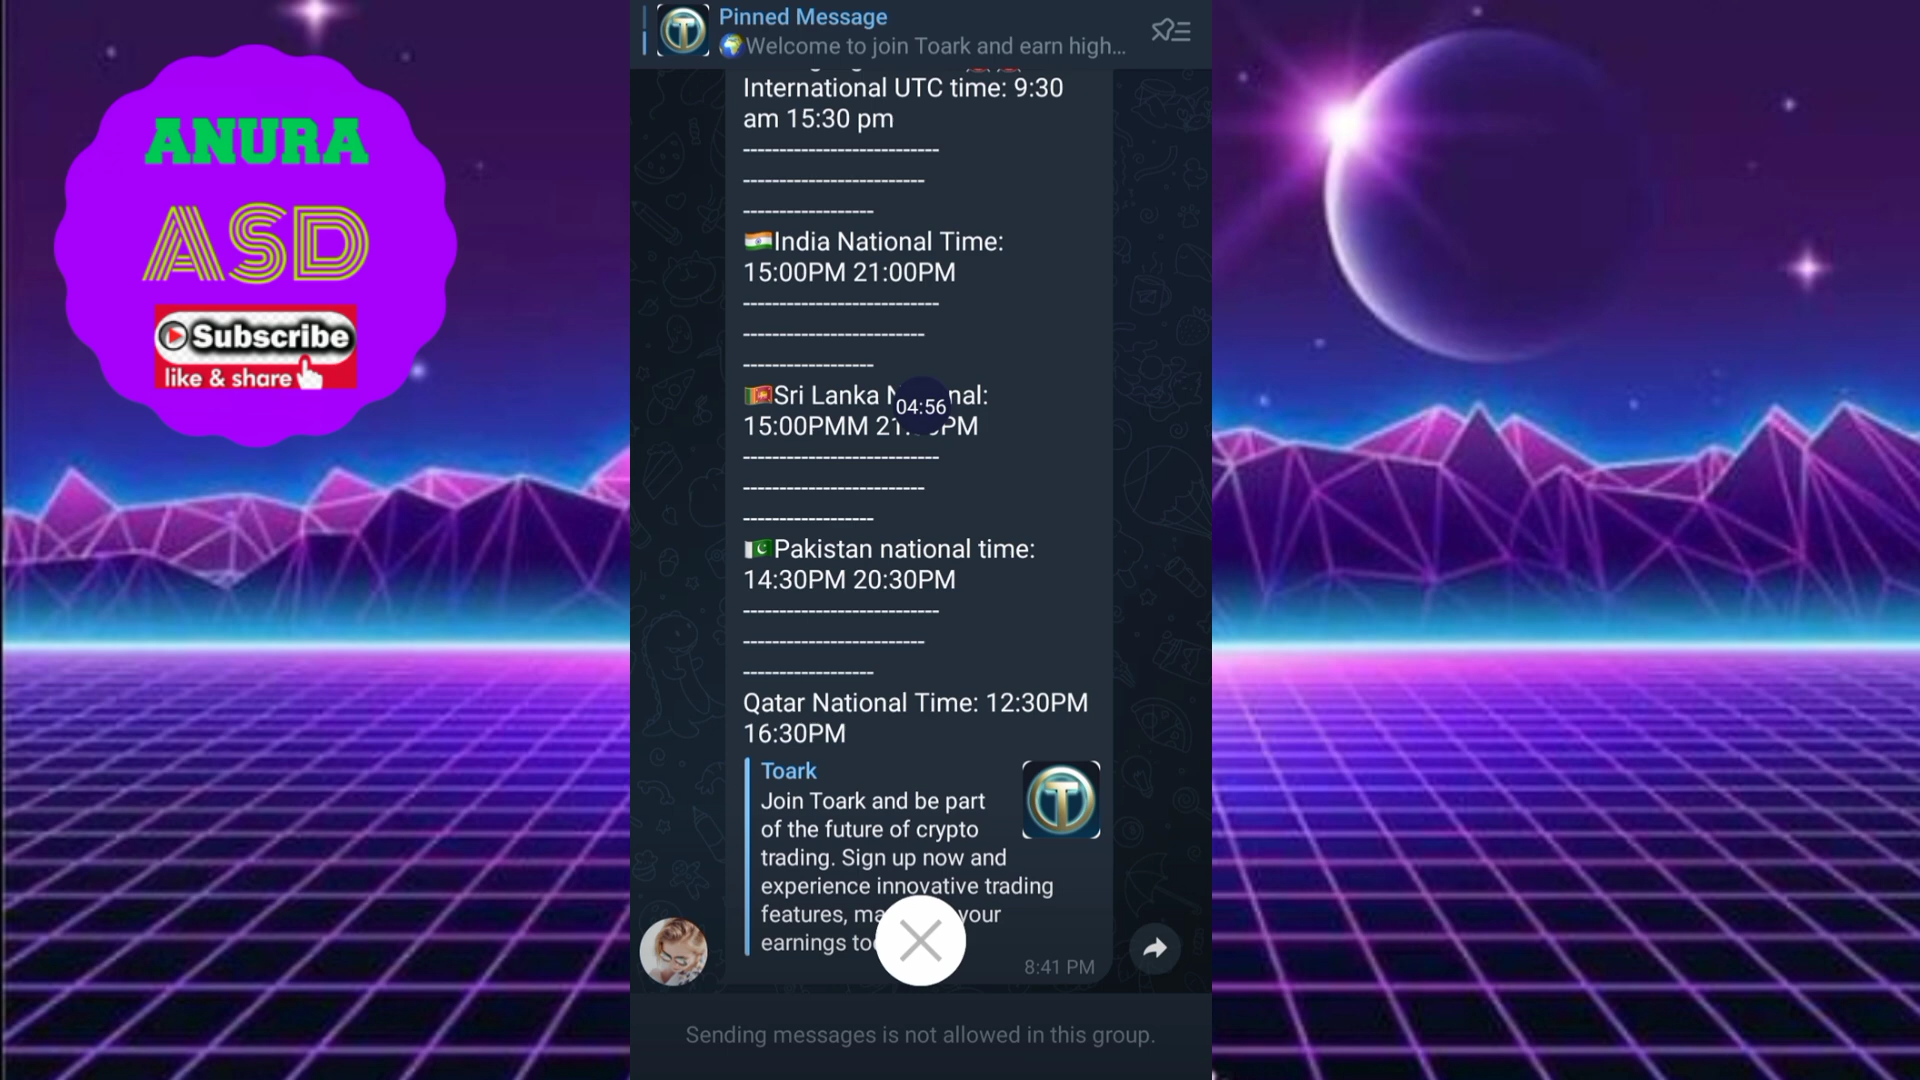 ANURA
ASD
Subscribe
like & share
Pinned Message
🌍Welcome to join Toark and earn high...
International UTC time: 9:30
am 15:30 pm
---------------------------
-------------------------
------------------
🇮🇳India National Time:
15:00PM 21:00PM
---------------------------
-------------------------
------------------
🇱🇰Sri Lanka
04:56
15:00PMM
---------------------------
-------------------------
------------------
🇵🇰Pakistan national time:
14:30PM 20:30PM
---------------------------
-------------------------
------------------
Qatar National Time: 12:30PM
16:30PM
Toark
Join Toark and be part
of the future of crypto
trading. Sign up now and
experience innovative trading
features, your
earnings
8:41 PM
Sending messages is not allowed in this group.